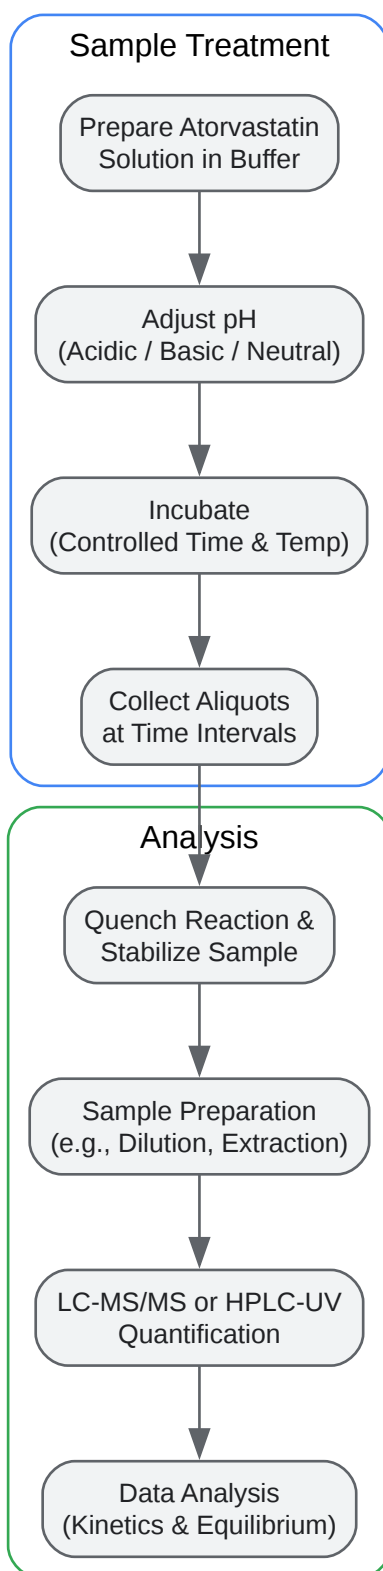 Sample Treatment
Prepare Atorvastatin
Solution in Buffer
Adjust pH
(Acidic / Basic / Neutral)
Incubate
(Controlled Time & Temp)
Collect Aliquots
at Time Intervals
Analysis
Quench Reaction &
Stabilize Sample
Sample Preparation
(e.g., Dilution, Extraction)
LC-MS/MS or HPLC-UV
Quantification
Data Analysis
(Kinetics & Equilibrium)